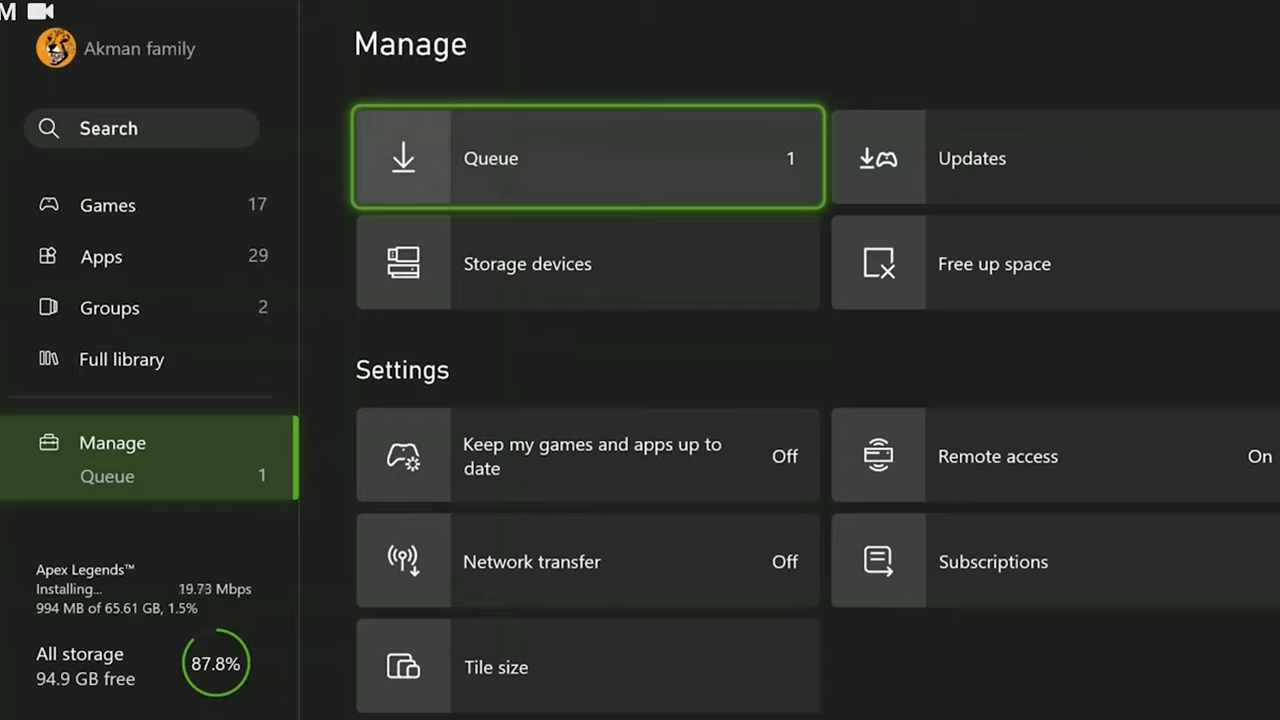 M
Akman family
Manage
Search
Queue 1
Updates
Games 17
Apps 29
Storage devices
Free up space
Groups 2
Full library
Settings
Manage
Queue 1
Keep my games and apps up to
date
Off
Remote access On
Network transfer Off
Subscriptions
Apex Legends™
Installing... 19.73 Mbps
994 MB of 65.61 GB, 1.5%
All storage
94.9 GB free
87.8%
Tile size